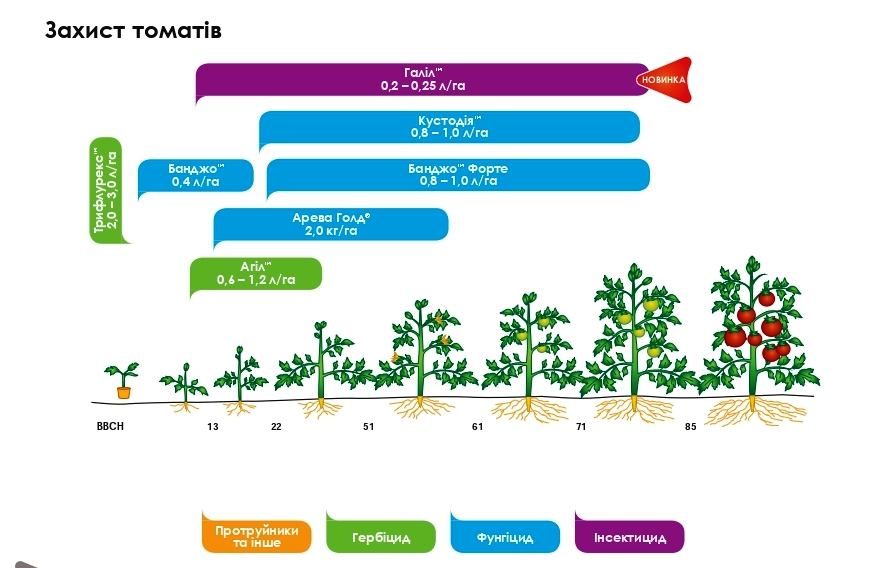 Захист томатів
Галіл™
0,2 – 0,25 л/га
НОВИНКА
Кустодія™
0,8 – 1,0 л/га
Трифлурекс™
2,0 – 3,0 л/га
Банджо™
0,4 л/га
Банджо™ Форте
0,8 – 1,0 л/га
Арева Голд®
2,0 кг/га
Агіл™
0,6 – 1,2 л/га
BBCH 13 22 51 61 71 85
Протруйники
та інше
Гербіцид
Фунгіцид
Інсектицид